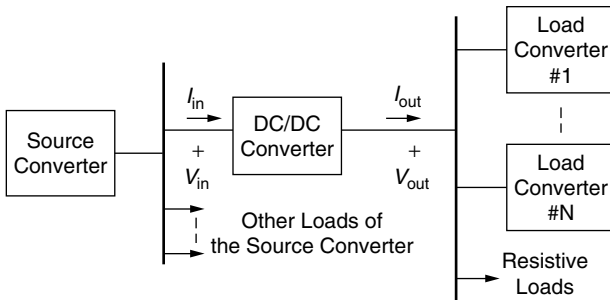 Source
Converter
I_in
+
V_in
DC/DC
Converter
I_out
+
V_out
Other Loads of
the Source Converter
Load
Converter
#1
Load
Converter
#N
Resistive
Loads